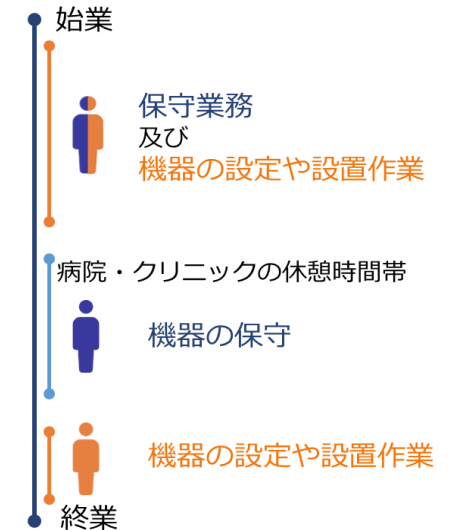 始業
保守業務
及び
機器の設定や設置作業
病院・クリニックの休憩時間帯
機器の保守
機器の設定や設置作業
終業